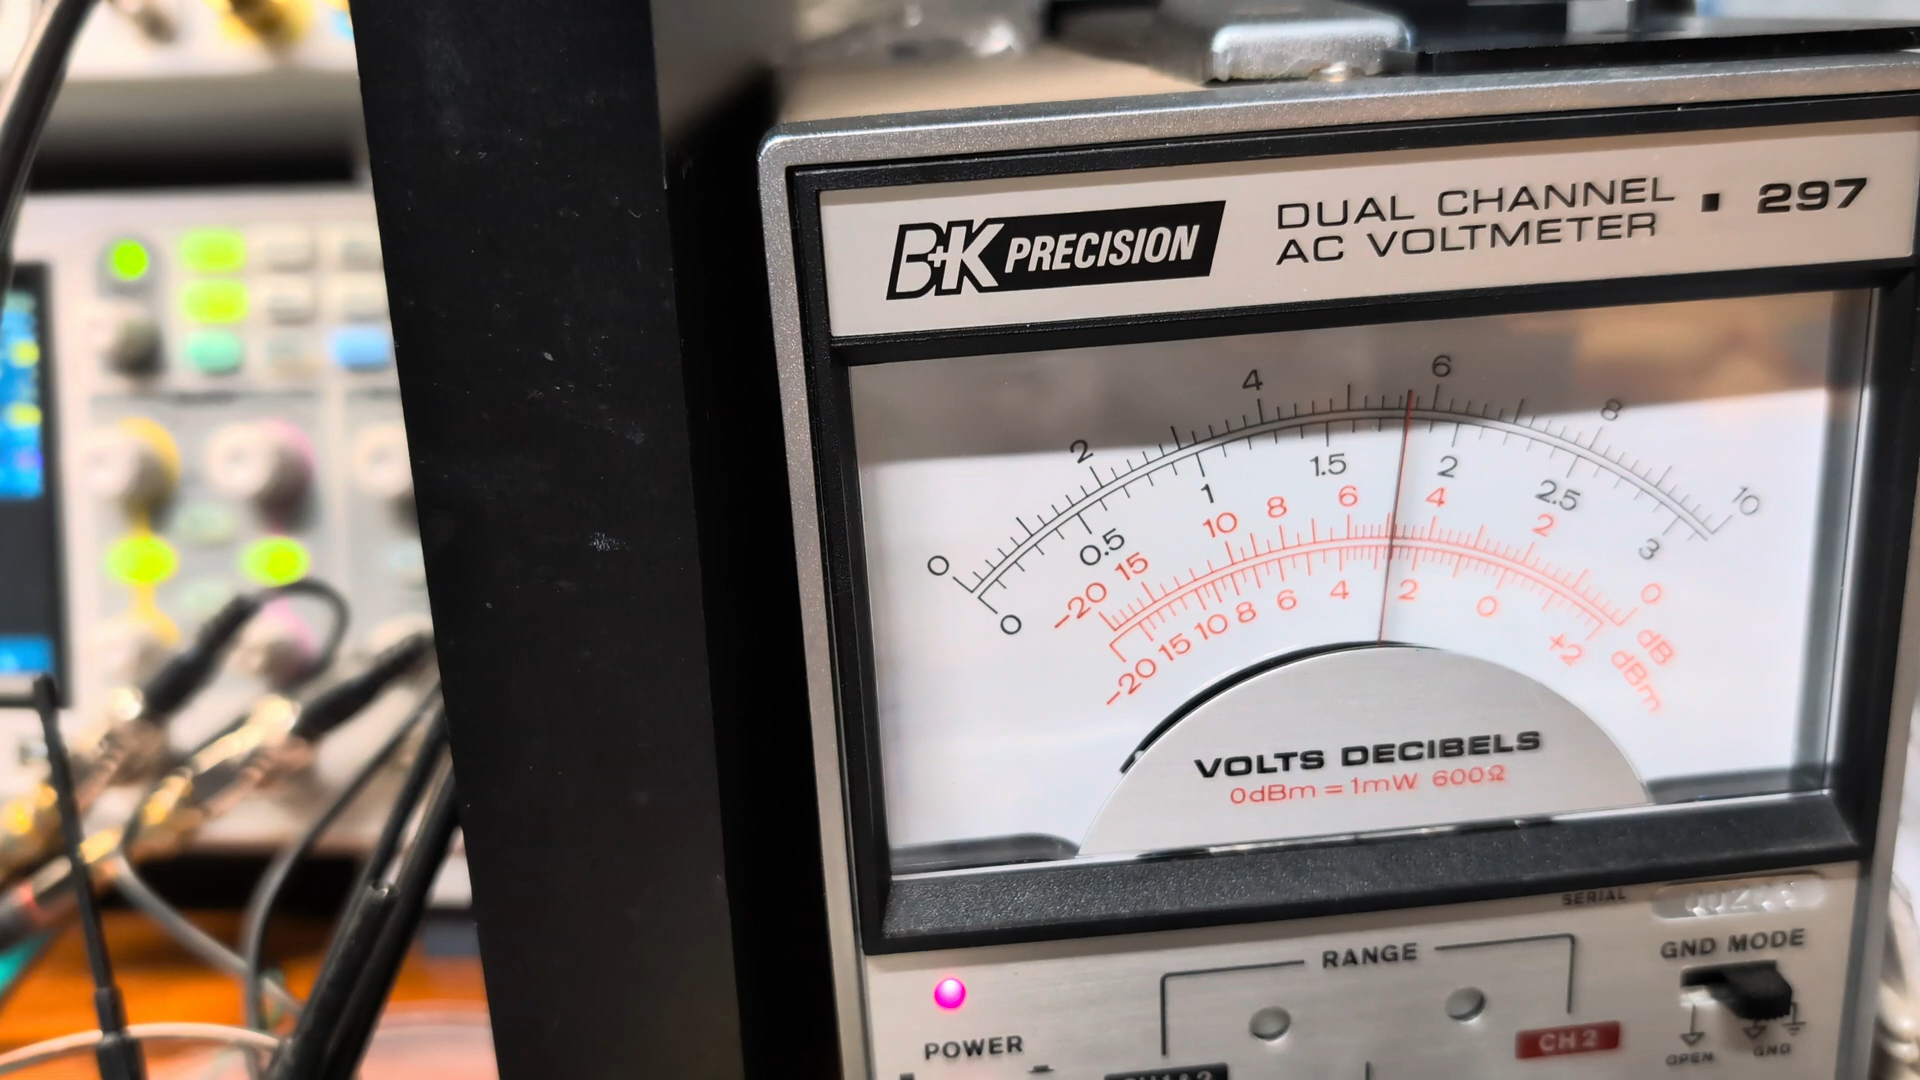 B+K PRECISION
DUAL CHANNEL ▪ 297
AC VOLTMETER
0 2 4 6 8 10
0 0.5 1 1.5 2 2.5 3
-20 15 10 8 6 4 2 0 dB
-20 15 10 8 6 4 2 0 +2 dBm
VOLTS DECIBELS
0dBm = 1mW 600Ω
SERIAL
RANGE
GND MODE
POWER
CH 2
OPEN GND